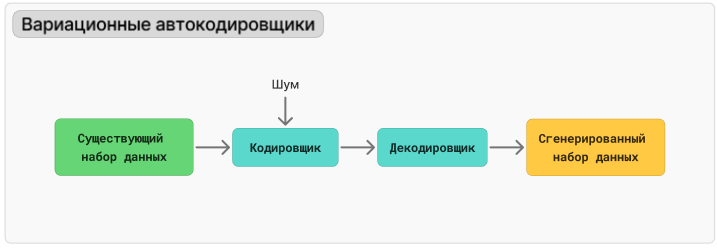 Вариационные автокодировщики
Шум
Существующий
набор данных
Кодировщик
Декодировщик
Сгенерированный
набор данных